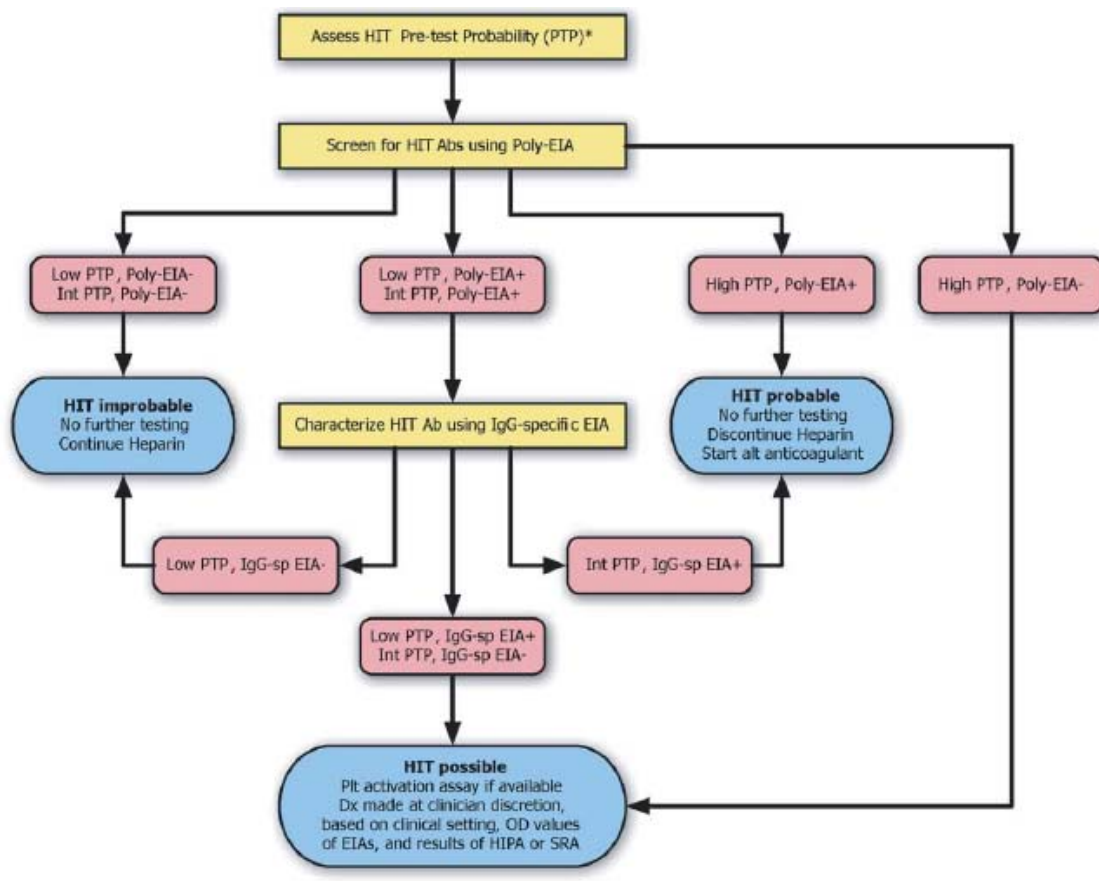 Assess HIT Pre-test Probability (PTP)*
Screen for HIT Abs using Poly-EIA
Low PTP, Poly-EIA-
Int PTP, Poly-EIA-
Low PTP, Poly-EIA+
Int PTP, Poly-EIA+
High PTP, Poly-EIA+
High PTP, Poly-EIA-
HIT improbable
No further testing
Continue Heparin
Characterize HIT Ab using IgG-specific EIA
HIT probable
No further testing
Discontinue Heparin
Start alt anticoagulant
Low PTP, IgG-sp EIA-
Int PTP, IgG-sp EIA+
Low PTP, IgG-sp EIA+
Int PTP, IgG-sp EIA-
HIT possible
Plt activation assay if available
Dx made at clinician discretion,
based on clinical setting, OD values
of EIAs, and results of HIPA or SRA